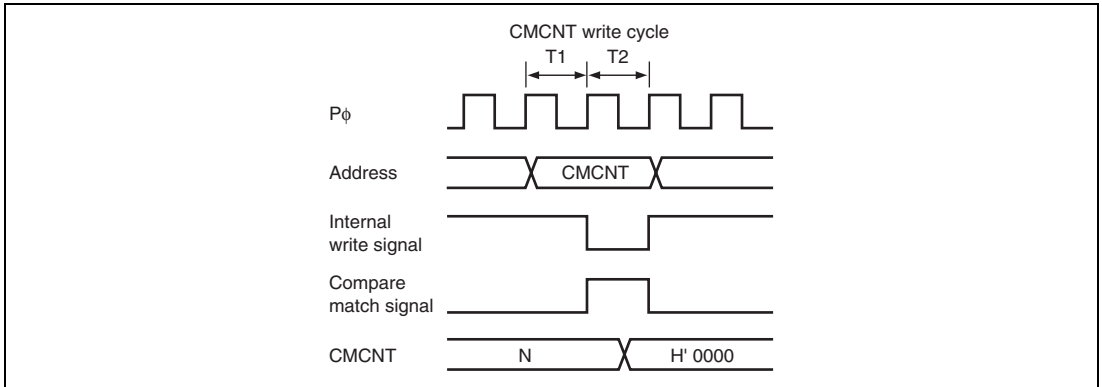 CMCNT write cycle
T1 T2
Pϕ
Address CMCNT
Internal
write signal
Compare
match signal
CMCNT N H' 0000